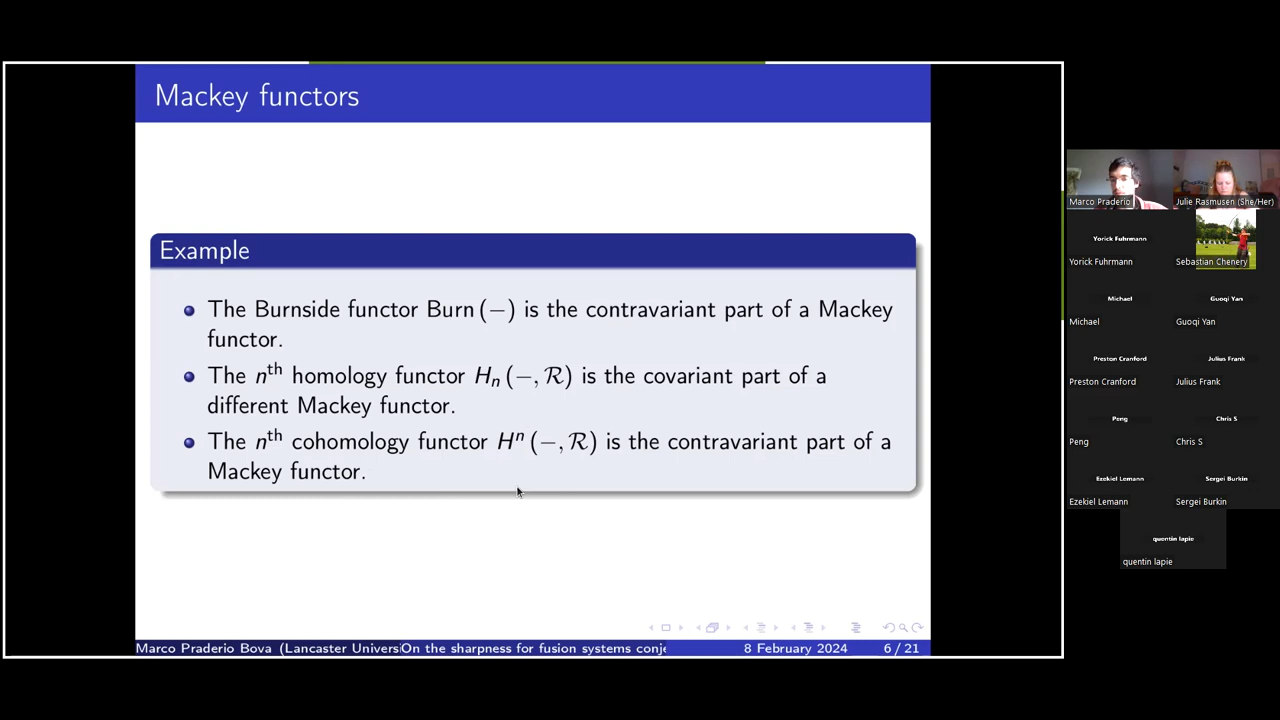 Mackey functors
Example
The Burnside functor Burn (−) is the contravariant part of a Mackey
functor.
The nth homology functor Hn (−, R) is the covariant part of a
different Mackey functor.
The nth cohomology functor Hn (−, R) is the contravariant part of a
Mackey functor.
Marco Praderio Bova (Lancaster Universi
On the sharpness for fusion systems conje
8 February 2024
6 / 21
Marco Praderio
Julie Rasmusen (She/Her)
Yorick Fuhrmann
Yorick Fuhrmann
Sebastian Chenery
Michael
Guoqi Yan
Michael
Guoqi Yan
Preston Cranford
Julius Frank
Preston Cranford
Julius Frank
Peng
Chris S
Peng
Chris S
Ezekiel Lemann
Sergei Burkin
Ezekiel Lemann
Sergei Burkin
quentin lapie
quentin lapie